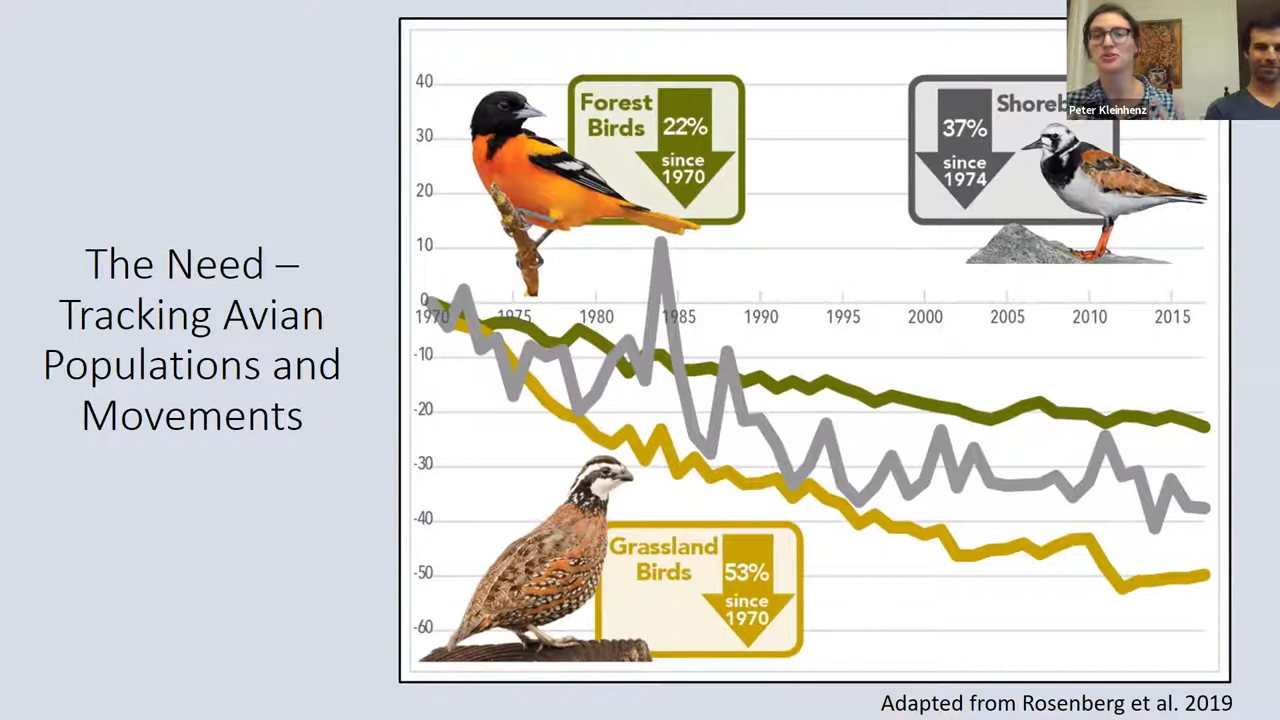 The Need –
Tracking Avian
Populations and
Movements
Forest
Birds
22%
since
1970
37%
since
1974
Peter Kleinhenz
40
30
20
10
0
1970
1975
1980
1985
1990
1995
2000
2005
2010
2015
-10
-20
-30
-40
-50
-60
Grassland
Birds
53%
since
1970
Adapted from Rosenberg et al. 2019